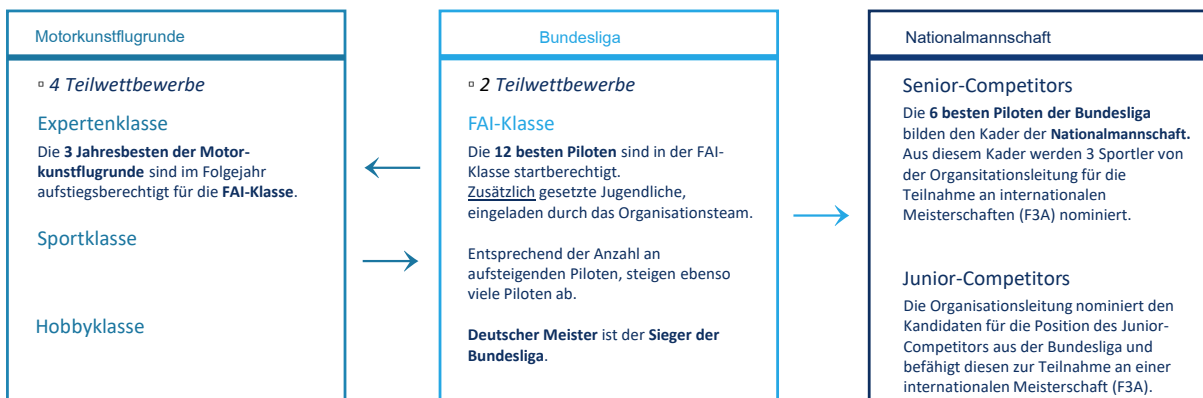 Motorkunstflugrunde
▫ 4 Teilwettbewerbe
Expertenklasse
Die 3 Jahresbesten der Motor-
kunstflugrunde sind im Folgejahr
aufstiegsberechtigt für die FAI-Klasse.
Sportklasse
Hobbyklasse
Bundesliga
▫ 2 Teilwettbewerbe
FAI-Klasse
Die 12 besten Piloten sind in der FAI-
Klasse startberechtigt.
Zusätzlich gesetzte Jugendliche,
eingeladen durch das Organisationsteam.
Entsprechend der Anzahl an
aufsteigenden Piloten, steigen ebenso
viele Piloten ab.
Deutscher Meister ist der Sieger der
Bundesliga.
Nationalmannschaft
Senior-Competitors
Die 6 besten Piloten der Bundesliga
bilden den Kader der Nationalmannschaft.
Aus diesem Kader werden 3 Sportler von
der Organsitationsleitung für die
Teilnahme an internationalen
Meisterschaften (F3A) nominiert.
Junior-Competitors
Die Organisationsleitung nominiert den
Kandidaten für die Position des Junior-
Competitors aus der Bundesliga und
befähigt diesen zur Teilnahme an einer
internationalen Meisterschaft (F3A).